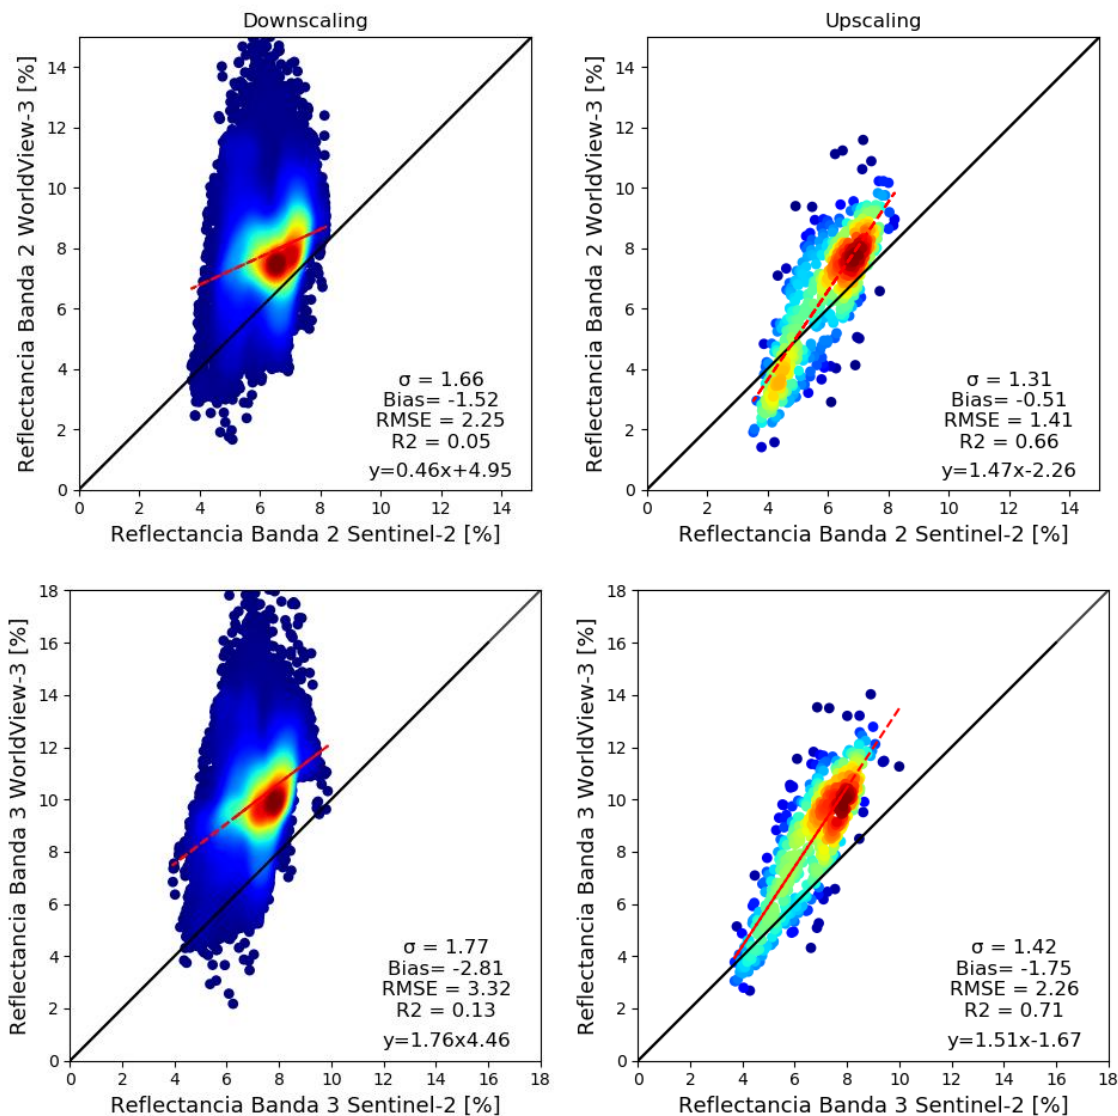 Downscaling
Reflectancia Banda 2 WorldView-3 [%]
14
12
10
8
6
4
2
0
σ = 1.66
Bias= -1.52
RMSE = 2.25
R2 = 0.05
y=0.46x+4.95
0 2 4 6 8 10 12 14
Reflectancia Banda 2 Sentinel-2 [%]
Upscaling
Reflectancia Banda 2 WorldView-3 [%]
14
12
10
8
6
4
2
0
σ = 1.31
Bias= -0.51
RMSE = 1.41
R2 = 0.66
y=1.47x-2.26
0 2 4 6 8 10 12 14
Reflectancia Banda 2 Sentinel-2 [%]
Reflectancia Banda 3 WorldView-3 [%]
18
16
14
12
10
8
6
4
2
0
σ = 1.77
Bias= -2.81
RMSE = 3.32
R2 = 0.13
y=1.76x4.46
0 2 4 6 8 10 12 14 16 18
Reflectancia Banda 3 Sentinel-2 [%]
Reflectancia Banda 3 WorldView-3 [%]
18
16
14
12
10
8
6
4
2
0
σ = 1.42
Bias= -1.75
RMSE = 2.26
R2 = 0.71
y=1.51x-1.67
0 2 4 6 8 10 12 14 16 18
Reflectancia Banda 3 Sentinel-2 [%]